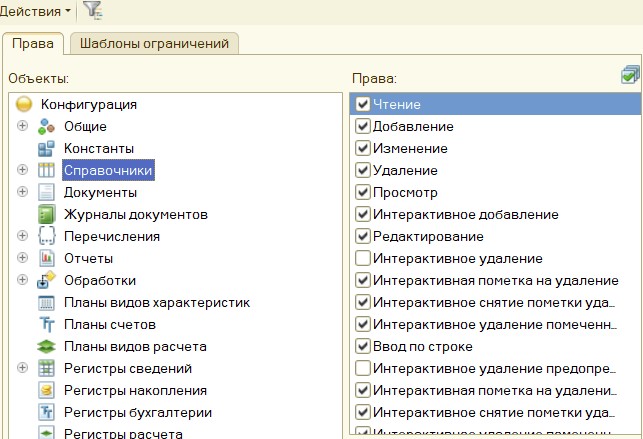 Действия
Права
Шаблоны ограничений
Объекты:
Конфигурация
Общие
Константы
Справочники
Документы
Журналы документов
Перечисления
Отчеты
Обработки
Планы видов характеристик
Планы счетов
Планы видов расчета
Регистры сведений
Регистры накопления
Регистры бухгалтерии
Регистры расчета
Права:
Чтение
Добавление
Изменение
Удаление
Просмотр
Интерактивное добавление
Редактирование
Интерактивное удаление
Интерактивная пометка на удаление
Интерактивное снятие пометки уда...
Интерактивное удаление помеченн...
Ввод по строке
Интерактивное удаление предопре...
Интерактивная пометка на удалени...
Интерактивное снятие пометки уда...
Интерактивное удаление помеченн...